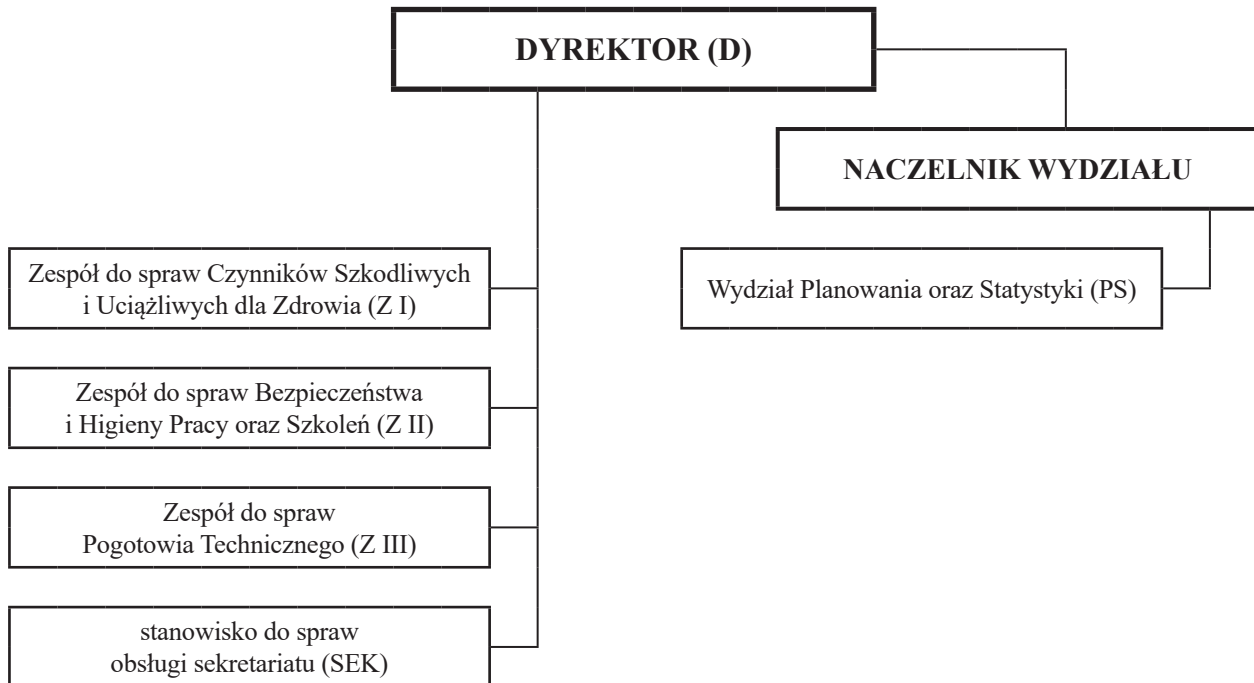 DYREKTOR (D)
NACZELNIK WYDZIAŁU
Zespół do spraw Czynników Szkodliwych
i Uciążliwych dla Zdrowia (Z I)
Wydział Planowania oraz Statystyki (PS)
Zespół do spraw Bezpieczeństwa
i Higieny Pracy oraz Szkoleń (Z II)
Zespół do spraw
Pogotowia Technicznego (Z III)
stanowisko do spraw
obsługi sekretariatu (SEK)